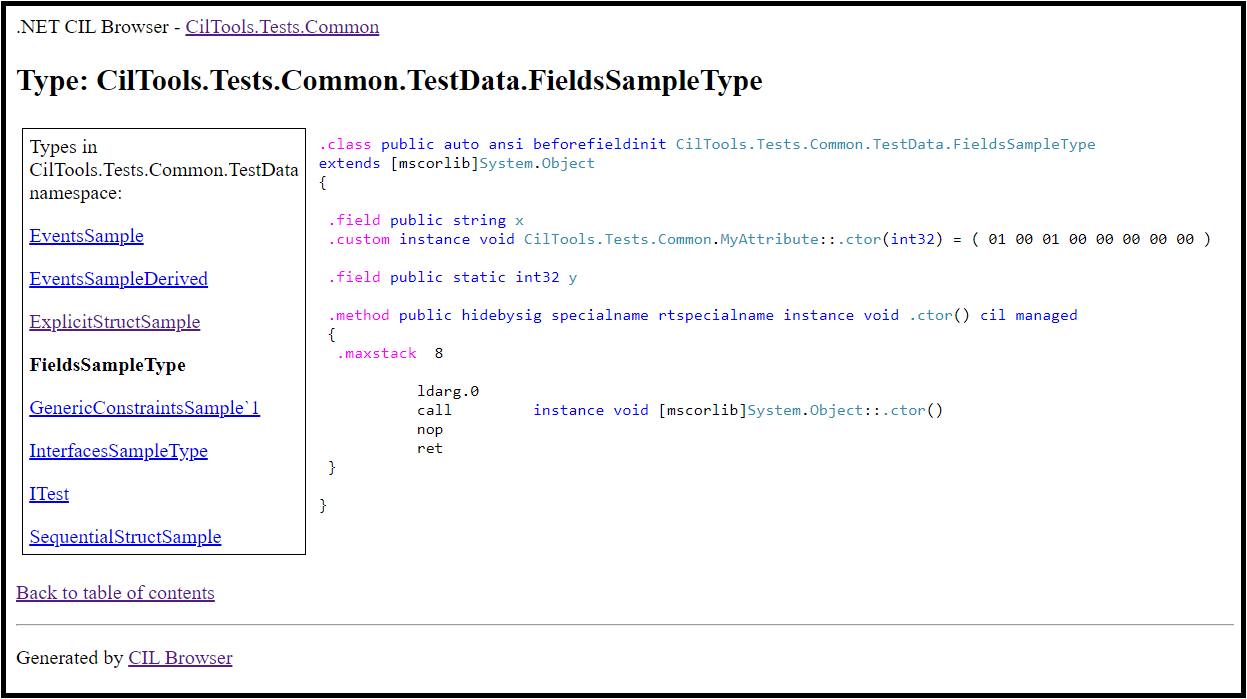 .NET CIL Browser - CilTools.Tests.Common
Type: CilTools.Tests.Common.TestData.FieldsSampleType
Types in
CilTools.Tests.Common.TestData
namespace:
EventsSample
EventsSampleDerived
ExplicitStructSample
FieldsSampleType
GenericConstraintsSample`1
InterfacesSampleType
ITest
SequentialStructSample
.class public auto ansi beforefieldinit CilTools.Tests.Common.TestData.FieldsSampleType
extends [mscorlib]System.Object
{
.field public string x
.custom instance void CilTools.Tests.Common.MyAttribute::.ctor(int32) = ( 01 00 01 00 00 00 00 00 )
.field public static int32 y
.method public hidebysig specialname rtspecialname instance void .ctor() cil managed
{
.maxstack  8
ldarg.0
call         instance void [mscorlib]System.Object::.ctor()
nop
ret
}
}
Back to table of contents
Generated by CIL Browser